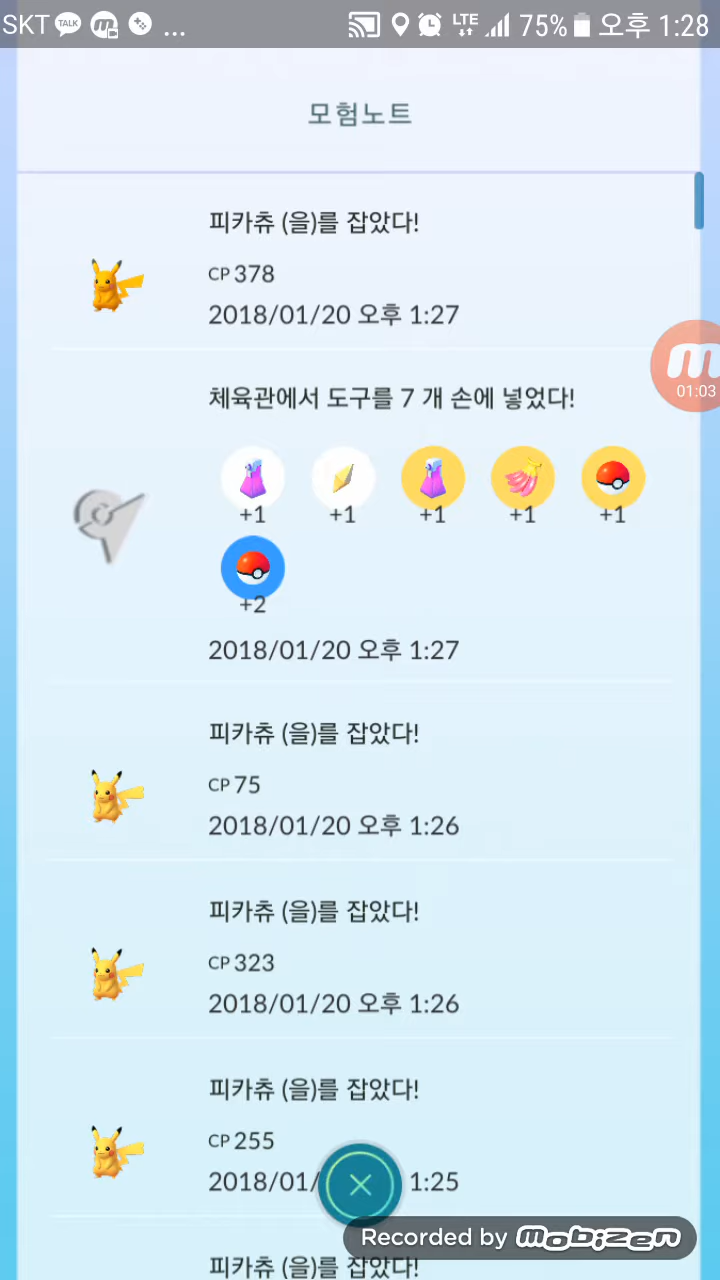 SKT TALK m ... LTE 75% 오후 1:28
모험노트
피카츄 (을)를 잡았다!
CP 378
2018/01/20 오후 1:27
m
01:03
체육관에서 도구를 7 개 손에 넣었다!
+1 +1 +1 +1 +1
+2
2018/01/20 오후 1:27
피카츄 (을)를 잡았다!
CP 75
2018/01/20 오후 1:26
피카츄 (을)를 잡았다!
CP 323
2018/01/20 오후 1:26
피카츄 (을)를 잡았다!
CP 255
2018/01/ 1:25
Recorded by mobizen
피카츄 (을)를 잡았다!